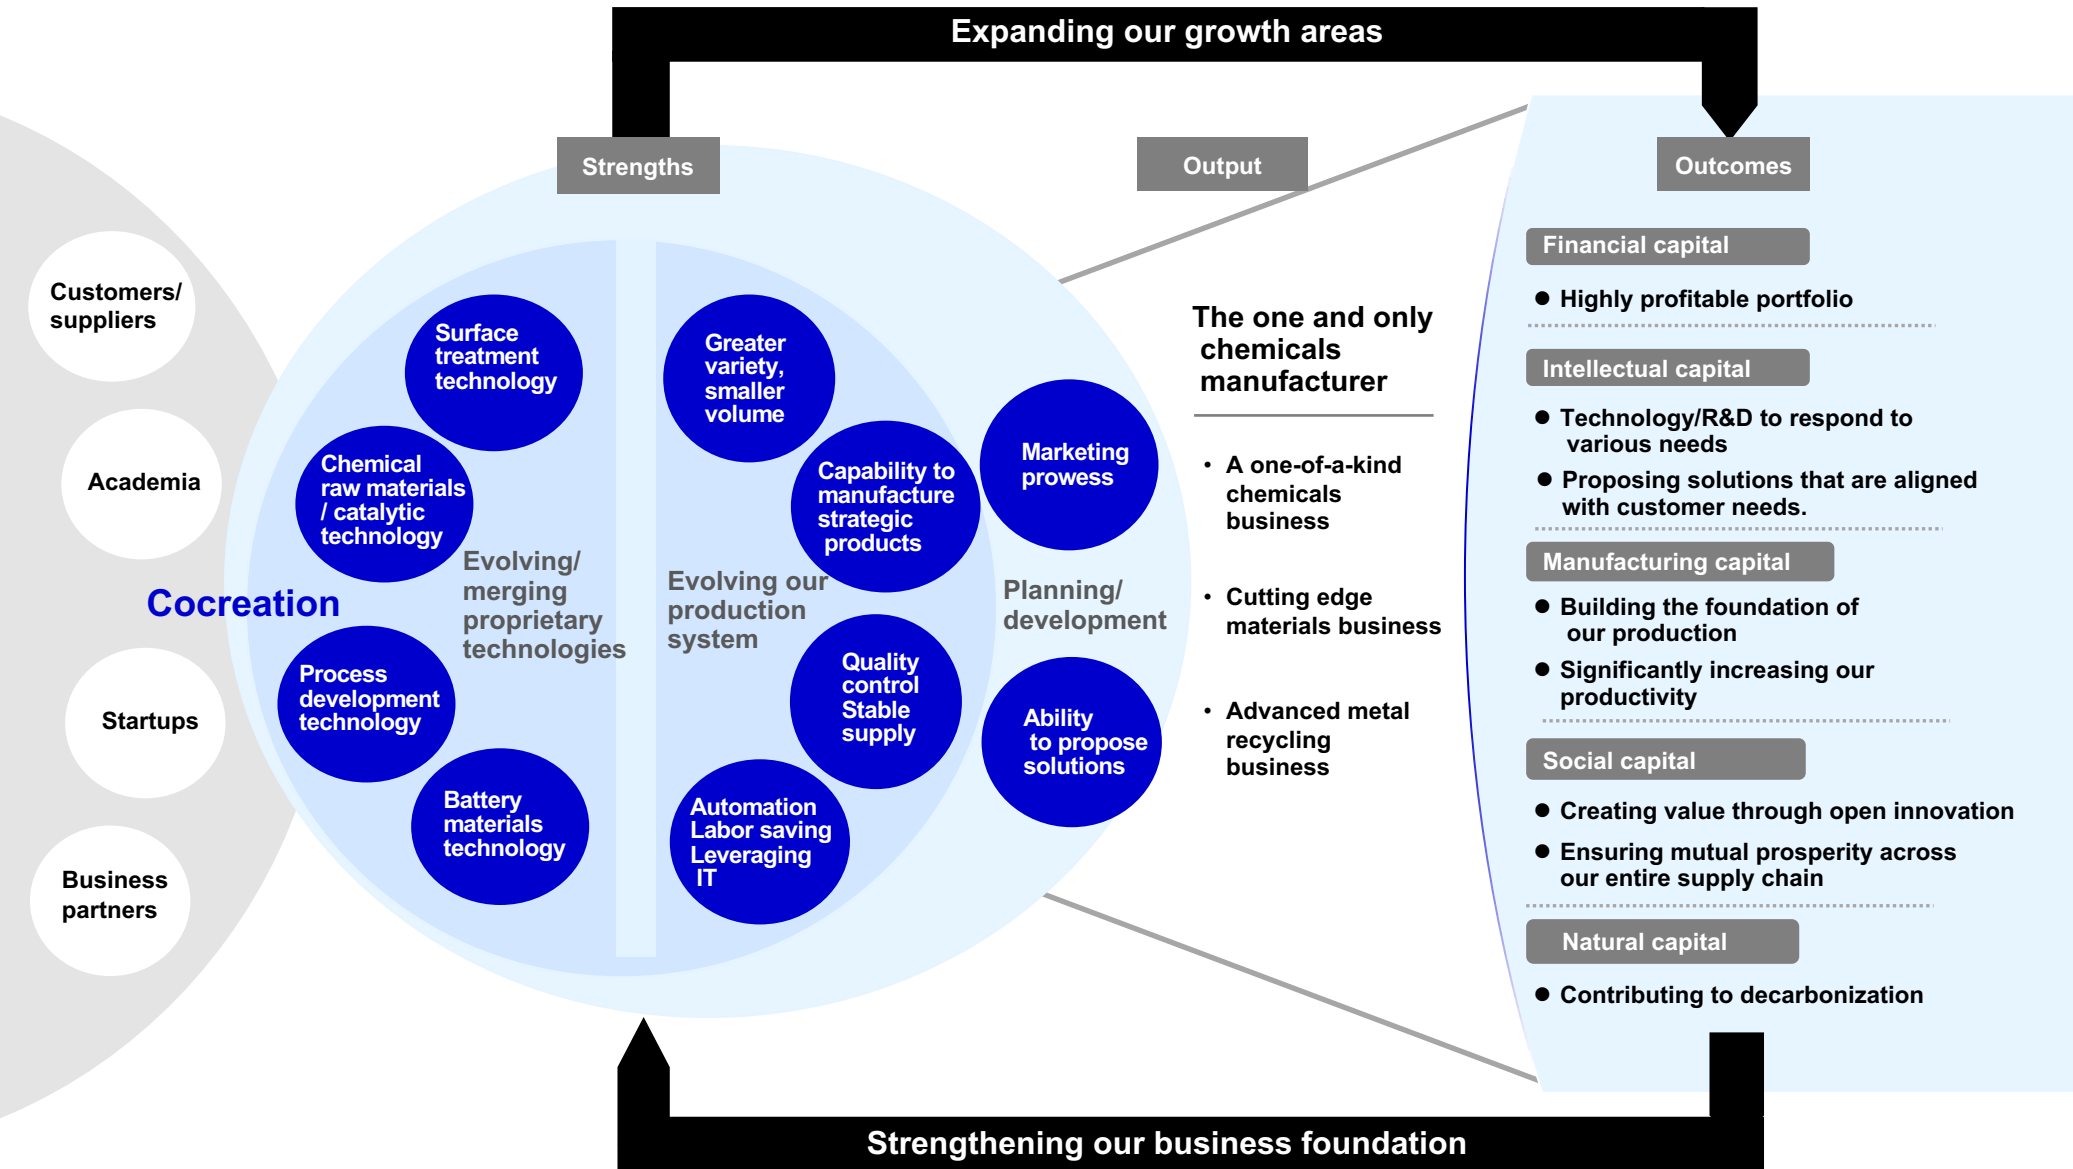 Expanding our growth areas
Strengths
Output
Outcomes
Customers/
suppliers
Academia
Cocreation
Startups
Business
partners
Surface
treatment
technology
Chemical
raw materials
/ catalytic
technology
Evolving/
merging
proprietary
technologies
Process
development
technology
Battery
materials
technology
Greater
variety,
smaller
volume
Capability to
manufacture
strategic
products
Evolving our
production
system
Quality
control
Stable
supply
Automation
Labor saving
Leveraging
IT
Marketing
prowess
Planning/
development
Ability
to propose
solutions
The one and only
chemicals
manufacturer
• A one-of-a-kind
chemicals
business
• Cutting edge
materials business
• Advanced metal
recycling
business
Financial capital
● Highly profitable portfolio
Intellectual capital
● Technology/R&D to respond to
various needs
● Proposing solutions that are aligned
with customer needs.
Manufacturing capital
● Building the foundation of
our production
● Significantly increasing our
productivity
Social capital
● Creating value through open innovation
● Ensuring mutual prosperity across
our entire supply chain
Natural capital
● Contributing to decarbonization
Strengthening our business foundation